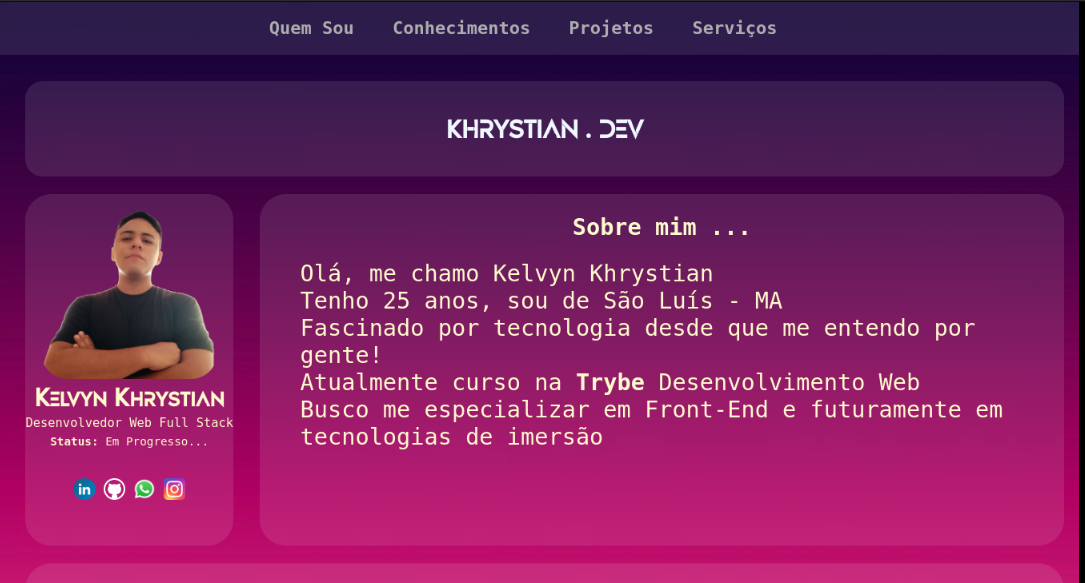 Quem Sou Conhecimentos Projetos Serviços
KHRYSTIAN . DEV
Kelvyn Khrystian
Desenvolvedor Web Full Stack
Status: Em Progresso...
in
Sobre mim ...
Olá, me chamo Kelvyn Khrystian
Tenho 25 anos, sou de São Luís - MA
Fascinado por tecnologia desde que me entendo por
gente!
Atualmente curso na Trybe Desenvolvimento Web
Busco me especializar em Front-End e futuramente em
tecnologias de imersão